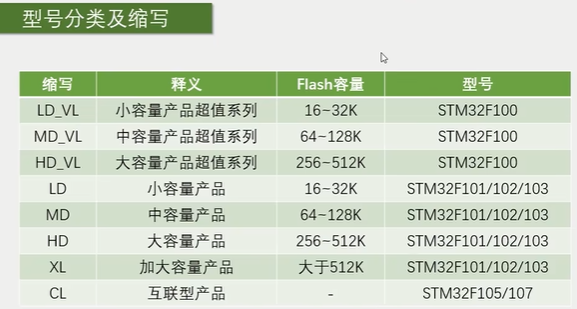 型号分类及缩写
缩写 释义 Flash容量 型号
LD_VL 小容量产品超值系列 16-32K STM32F100
MD_VL 中容量产品超值系列 64-128K STM32F100
HD_VL 大容量产品超值系列 256-512K STM32F100
LD 小容量产品 16-32K STM32F101/102/103
MD 中容量产品 64-128K STM32F101/102/103
HD 大容量产品 256-512K STM32F101/102/103
XL 加大容量产品 大于512K STM32F101/102/103
CL 互联型产品 - STM32F105/107